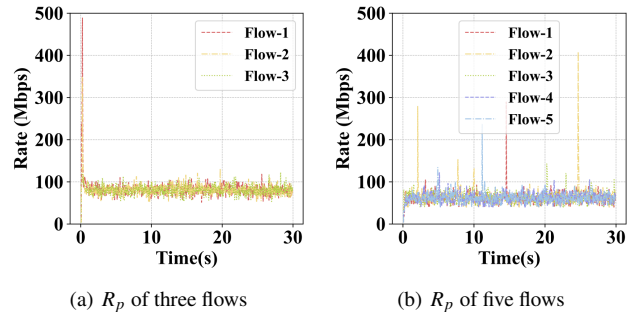 500
400
300
200
100
0
Rate (Mbps)
Flow-1
Flow-2
Flow-3
0 10 20 30
Time(s)
(a) Rp of three flows
500
400
300
200
100
0
Rate (Mbps)
Flow-1
Flow-2
Flow-3
Flow-4
Flow-5
0 10 20 30
Time(s)
(b) Rp of five flows